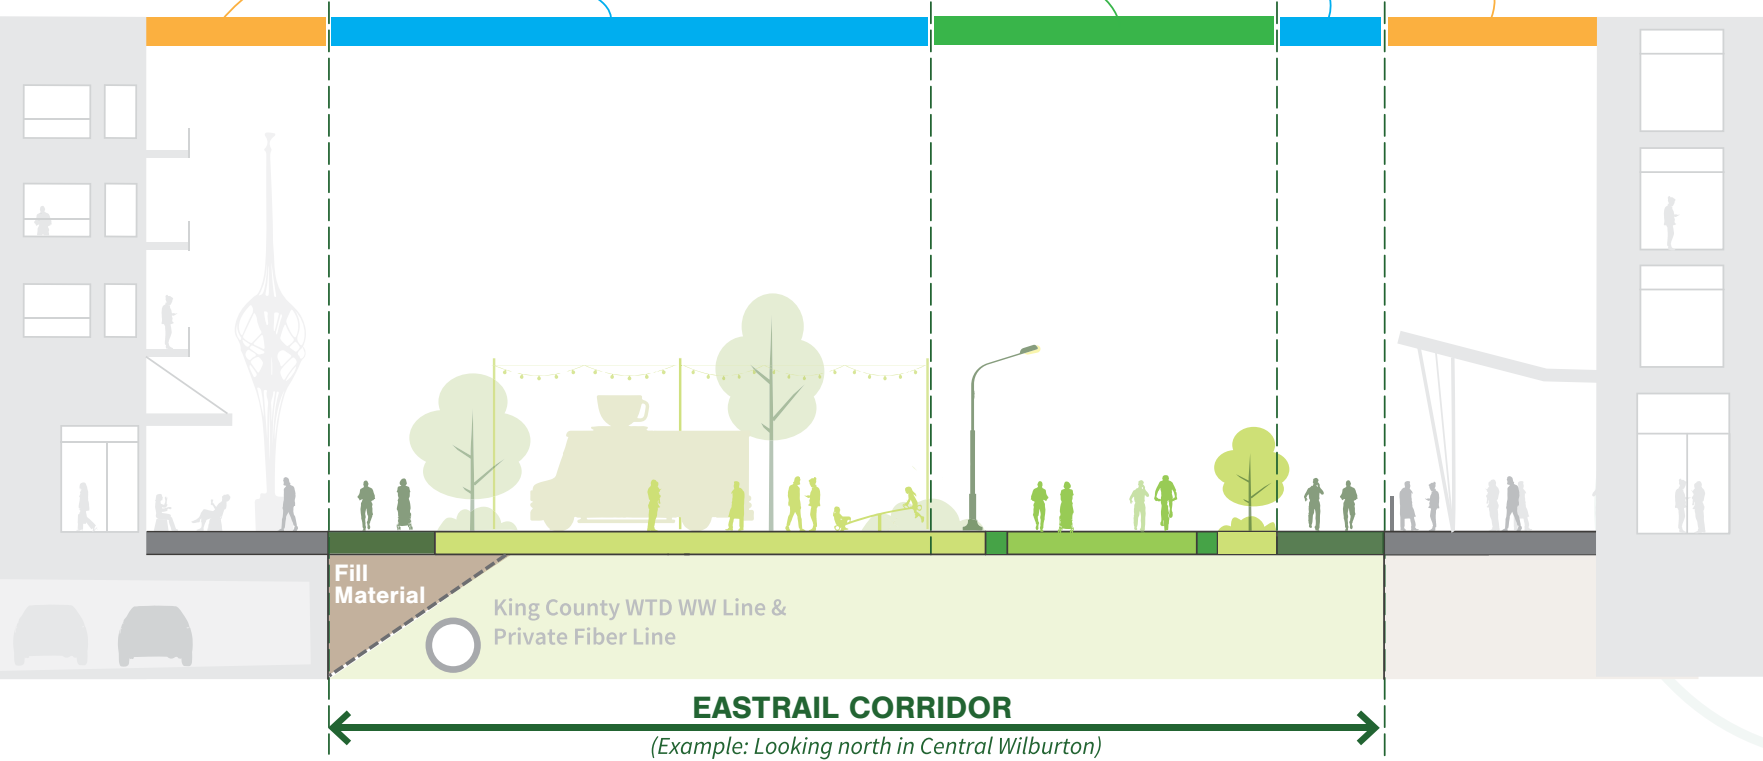 Fill
Material
King County WTD WW Line &
Private Fiber Line
EASTRAIL CORRIDOR
(Example: Looking north in Central Wilburton)